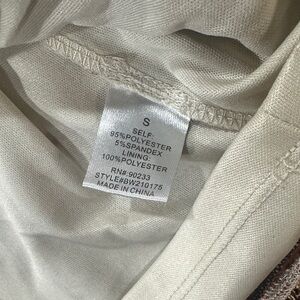 S
SELF:
95%POLYESTER
5%SPANDEX
LINING:
100%POLYESTER
RN#:90233
STYLE#BW210175
MADE IN CHINA